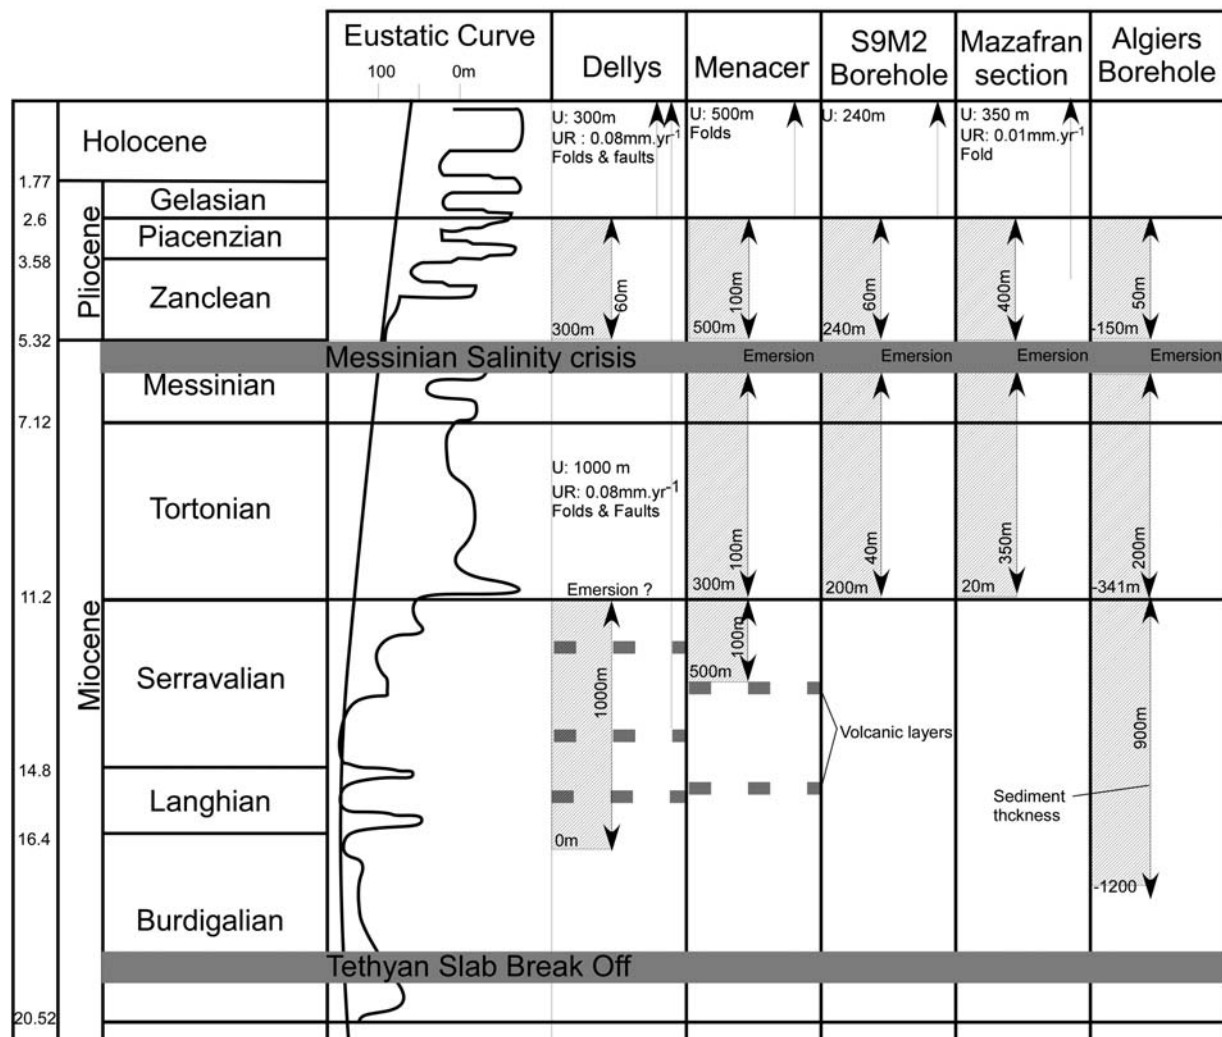 Eustatic Curve
100 0m
Dellys
Menacer
S9M2
Borehole
Mazafran
section
Algiers
Borehole
Holocene
U: 300m
UR : 0.08mm.yr-1
Folds & faults
U: 500m
Folds
U: 240m
U: 350 m
UR: 0.01mm.yr-1
Fold
1.77
Pliocene
Gelasian
2.6
Piacenzian
3.58
Zanclean
60m
300m
100m
500m
60m
240m
400m
50m
-150m
5.32
Messinian Salinity crisis
Emersion
Emersion
Emersion
Emersion
Miocene
Messinian
7.12
Tortonian
U: 1000 m
UR: 0.08mm.yr-1
Folds & Faults
Emersion ?
100m
300m
40m
200m
350m
20m
200m
-341m
11.2
Serravalian
1000m
100m
500m
Volcanic layers
900m
14.8
Langhian
Sediment
thckness
0m
16.4
-1200
Burdigalian
Tethyan Slab Break Off
20.52